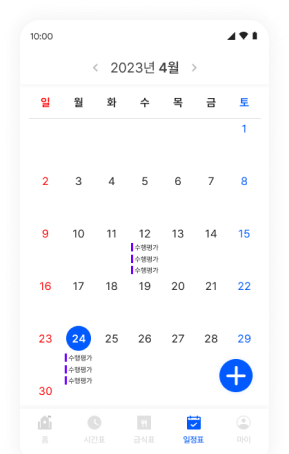 10:00
2023년 4월
일 월 화 수 목 금 토
1
2 3 4 5 6 7 8
9 10 11 12 13 14 15
수행평가
수행평가
수행평가
16 17 18 19 20 21 22
23 24 25 26 27 28 29
수행평가
수행평가
수행평가
30
홈 시간표 급식표 일정표 마이